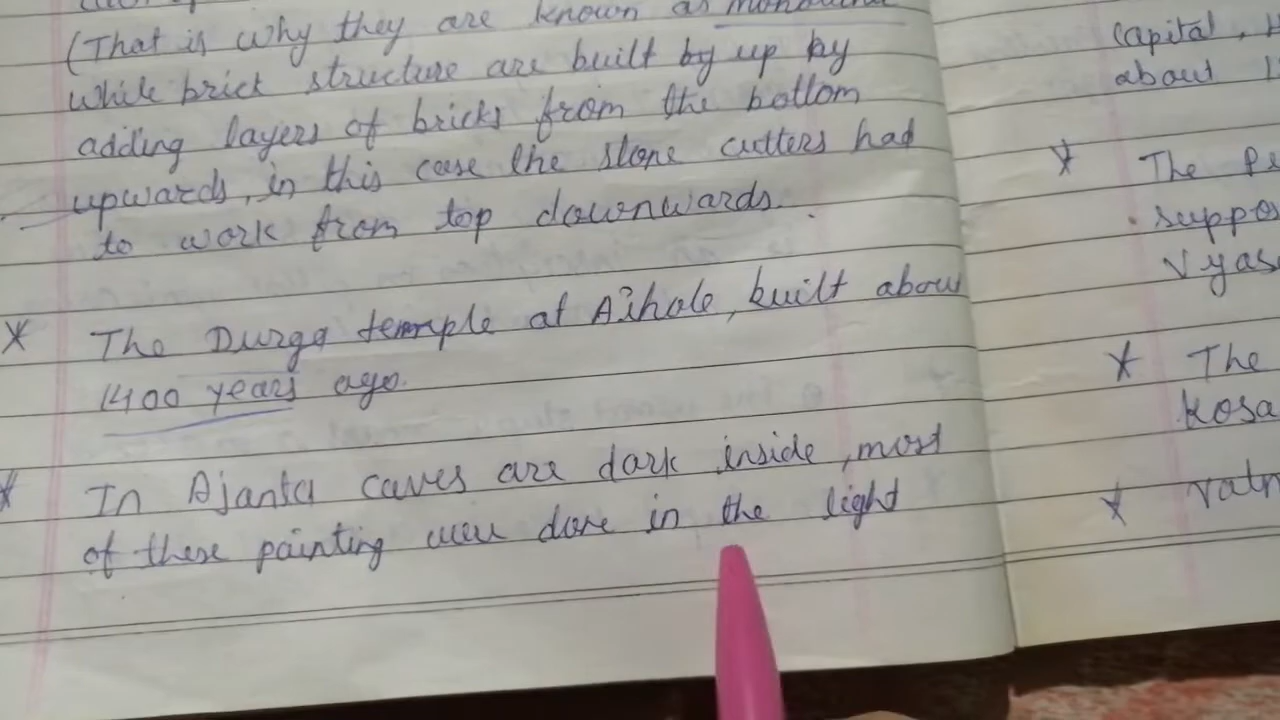 (That is why they are known as
while brick structure are built by up by
adding layers of bricks from the bottom
upwards, in this case the stone cutters had
to work from top downwards.
* The Durga temple at Aihole, built about
1400 years ago.
* In Ajanta caves are dark inside, most
of these painting were done in the light
capital,
about
* The
Vyas
* The
Kosa
*